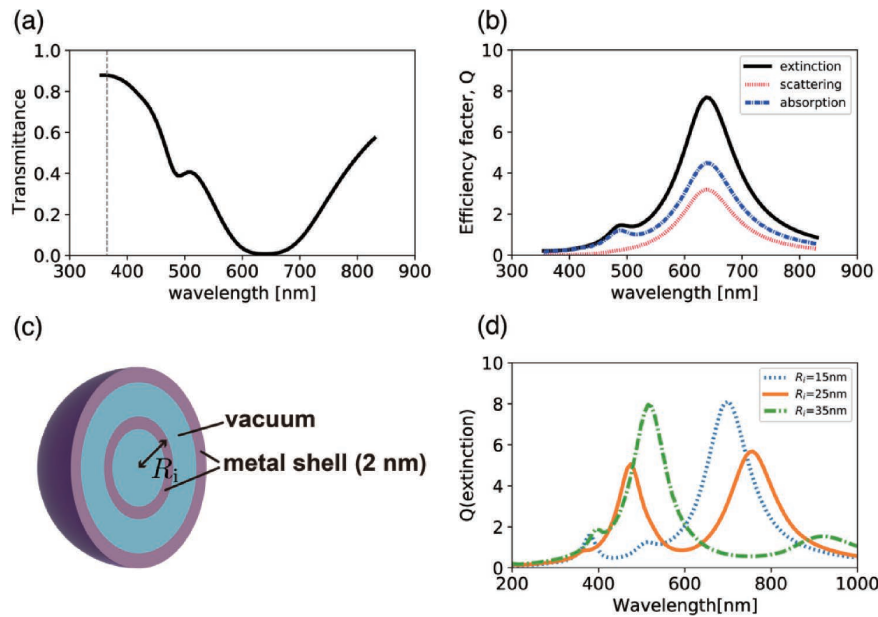 (a)
1.0
0.8
0.6
0.4
0.2
0.0
Transmittance
300 400 500 600 700 800 900
wavelength [nm]
(b)
10
8
6
4
2
0
Efficiency facter, Q
extinction
scattering
absorption
300 400 500 600 700 800 900
wavelength [nm]
(c)
vacuum
metal shell (2 nm)
Ri
(d)
10
8
6
4
2
0
Q(extinction)
Ri=15nm
Ri=25nm
Ri=35nm
200 400 600 800 1000
Wavelength[nm]